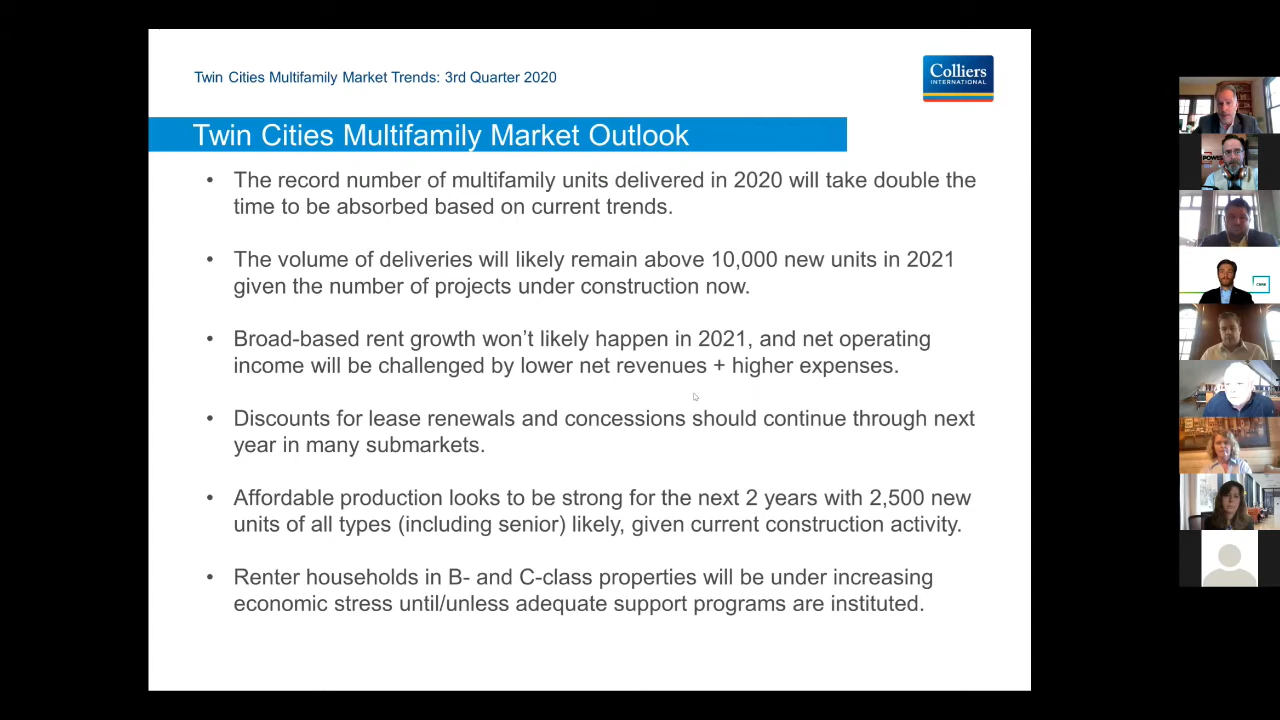 Twin Cities Multifamily Market Trends: 3rd Quarter 2020
Colliers
INTERNATIONAL
Twin Cities Multifamily Market Outlook
• The record number of multifamily units delivered in 2020 will take double the
time to be absorbed based on current trends.
• The volume of deliveries will likely remain above 10,000 new units in 2021
given the number of projects under construction now.
• Broad-based rent growth won't likely happen in 2021, and net operating
income will be challenged by lower net revenues + higher expenses.
• Discounts for lease renewals and concessions should continue through next
year in many submarkets.
• Affordable production looks to be strong for the next 2 years with 2,500 new
units of all types (including senior) likely, given current construction activity.
• Renter households in B- and C-class properties will be under increasing
economic stress until/unless adequate support programs are instituted.
POWER
CBRE